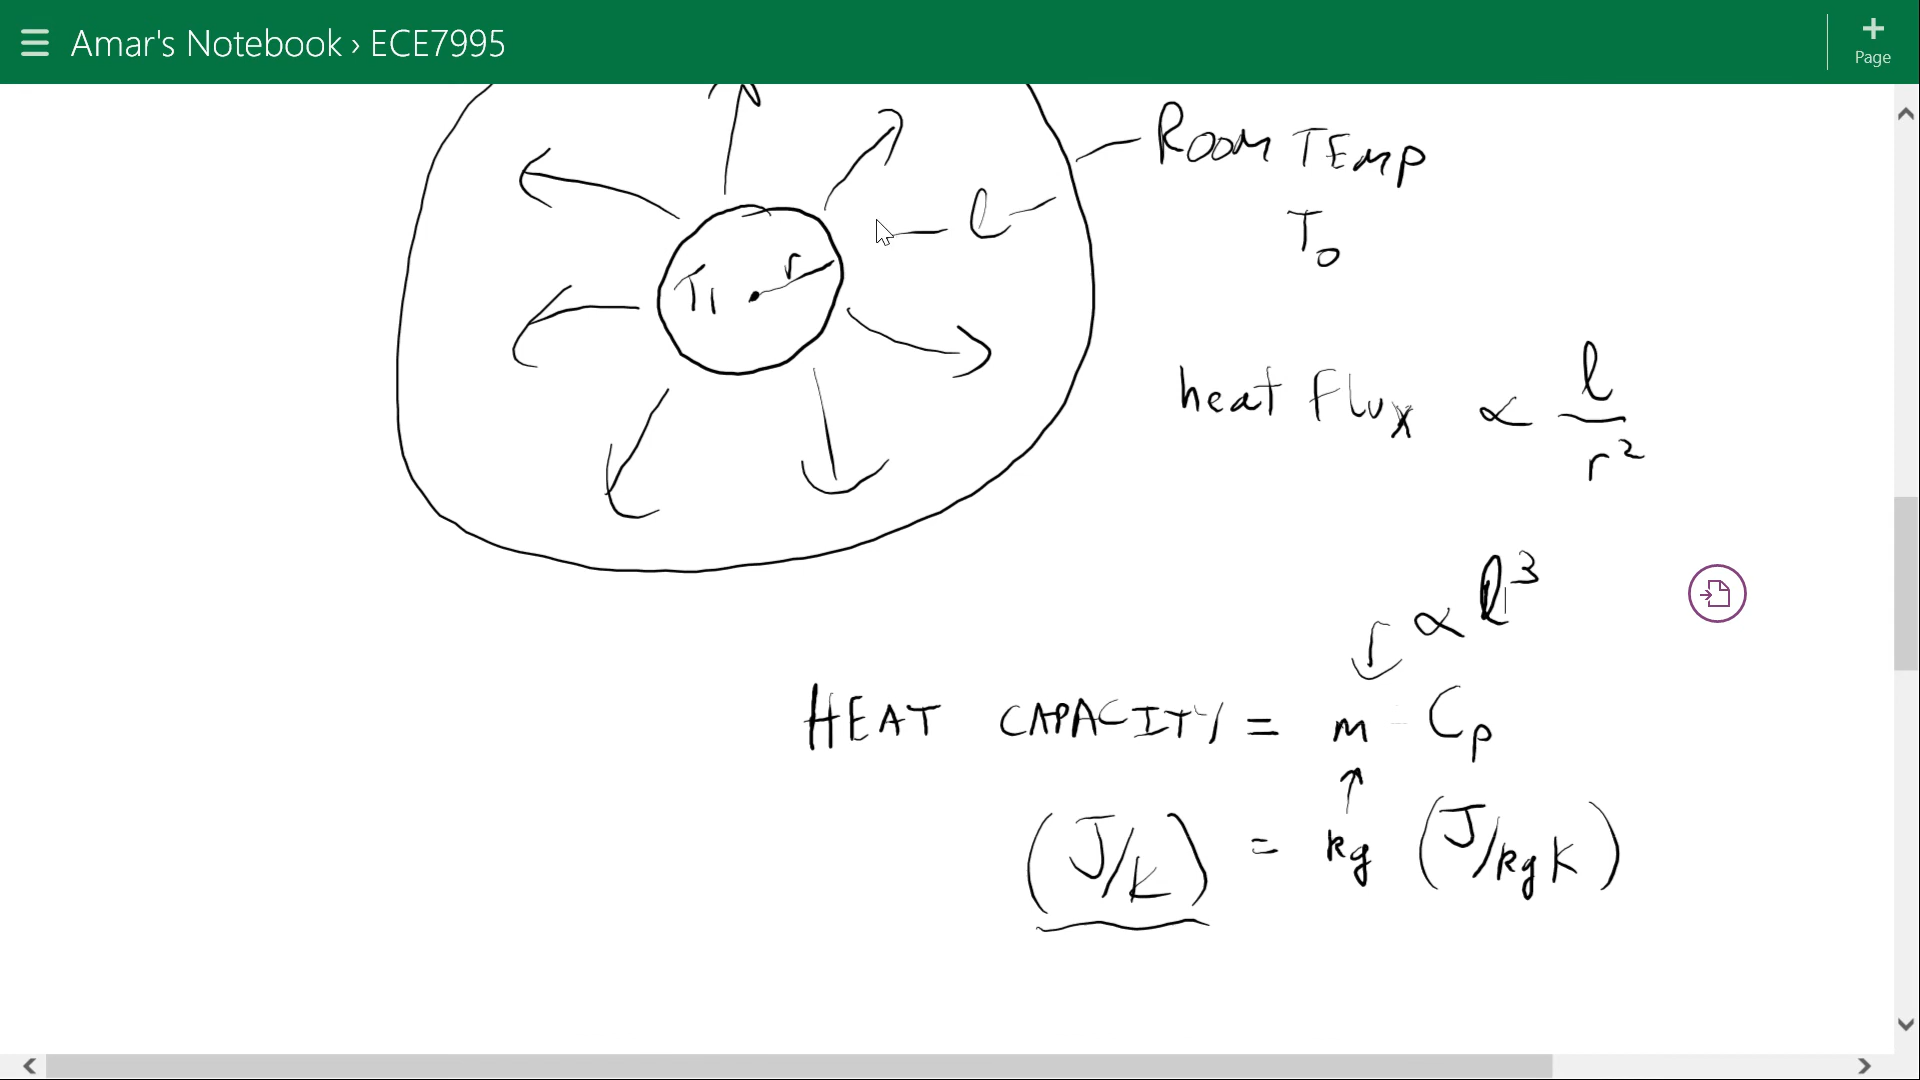 Amar's Notebook › ECE7995
Page
ROOM TEMP
T₀
l
T₁ r
heat Flux ∝ l / r²
∝ l³
HEAT CAPACITY = m Cₚ
(J/K) = kg (J/kg K)